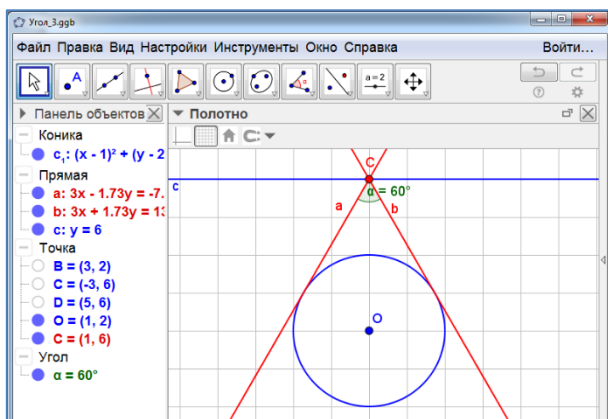 Угол_3.ggb
Файл Правка Вид Настройки Инструменты Окно Справка Войти...
A a = 2
Панель объектов Полотно
Коника
c₁: (x - 1)² + (y - 2
Прямая
a: 3x - 1.73y = -7.
b: 3x + 1.73y = 13
c: y = 6
Точка
B = (3, 2)
C = (-3, 6)
D = (5, 6)
O = (1, 2)
C = (1, 6)
Угол
α = 60°
C
c
α = 60°
a b
O